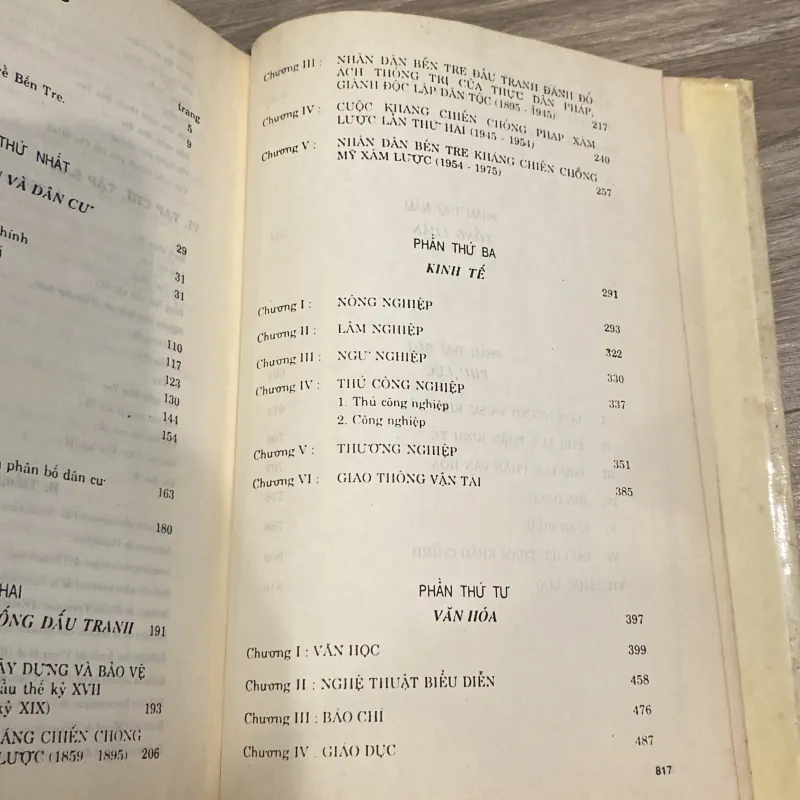 về Bến Tre.
trang
5
9
THỨ NHẤT
VÀ DÂN CƯ
29
31
31
110
117
123
130
144
154
phân bố dân cư
163
180
HAI
ỐNG ĐẤU TRANH 191
ÂY DỰNG VÀ BẢO VỆ
ầu thế kỷ XVII
kỷ XIX) 193
ÁNG CHIẾN CHỐNG
LƯỢC (1859 1895) 206
Chương III : NHÂN DÂN BẾN TRE ĐẤU TRANH ĐÁNH ĐỔ
ÁCH THỐNG TRỊ CỦA THỰC DÂN PHÁP,
GIÀNH ĐỘC LẬP DÂN TỘC (1895 - 1945) 217
Chương IV : CUỘC KHÁNG CHIẾN CHỐNG PHÁP XÂM
LƯỢC LẦN THỨ HAI (1945 - 1954) 240
Chương V : NHÂN DÂN BẾN TRE KHÁNG CHIẾN CHỐNG
MỸ XÂM LƯỢC (1954 - 1975) 257
PHẦN THỨ BA
KINH TẾ 291
Chương I : NÔNG NGHIỆP 293
Chương II : LÂM NGHIỆP 322
Chương III : NGƯ NGHIỆP 330
Chương IV : THỦ CÔNG NGHIỆP 337
1. Thủ công nghiệp
2. Công nghiệp
Chương V : THƯƠNG NGHIỆP 351
Chương VI : GIAO THÔNG VẬN TẢI 385
PHẦN THỨ TƯ
VĂN HÓA 397
Chương I : VĂN HỌC 399
Chương II : NGHỆ THUẬT BIỂU DIỄN 458
Chương III : BÁO CHÍ 476
Chương IV . GIÁO DỤC 487
817